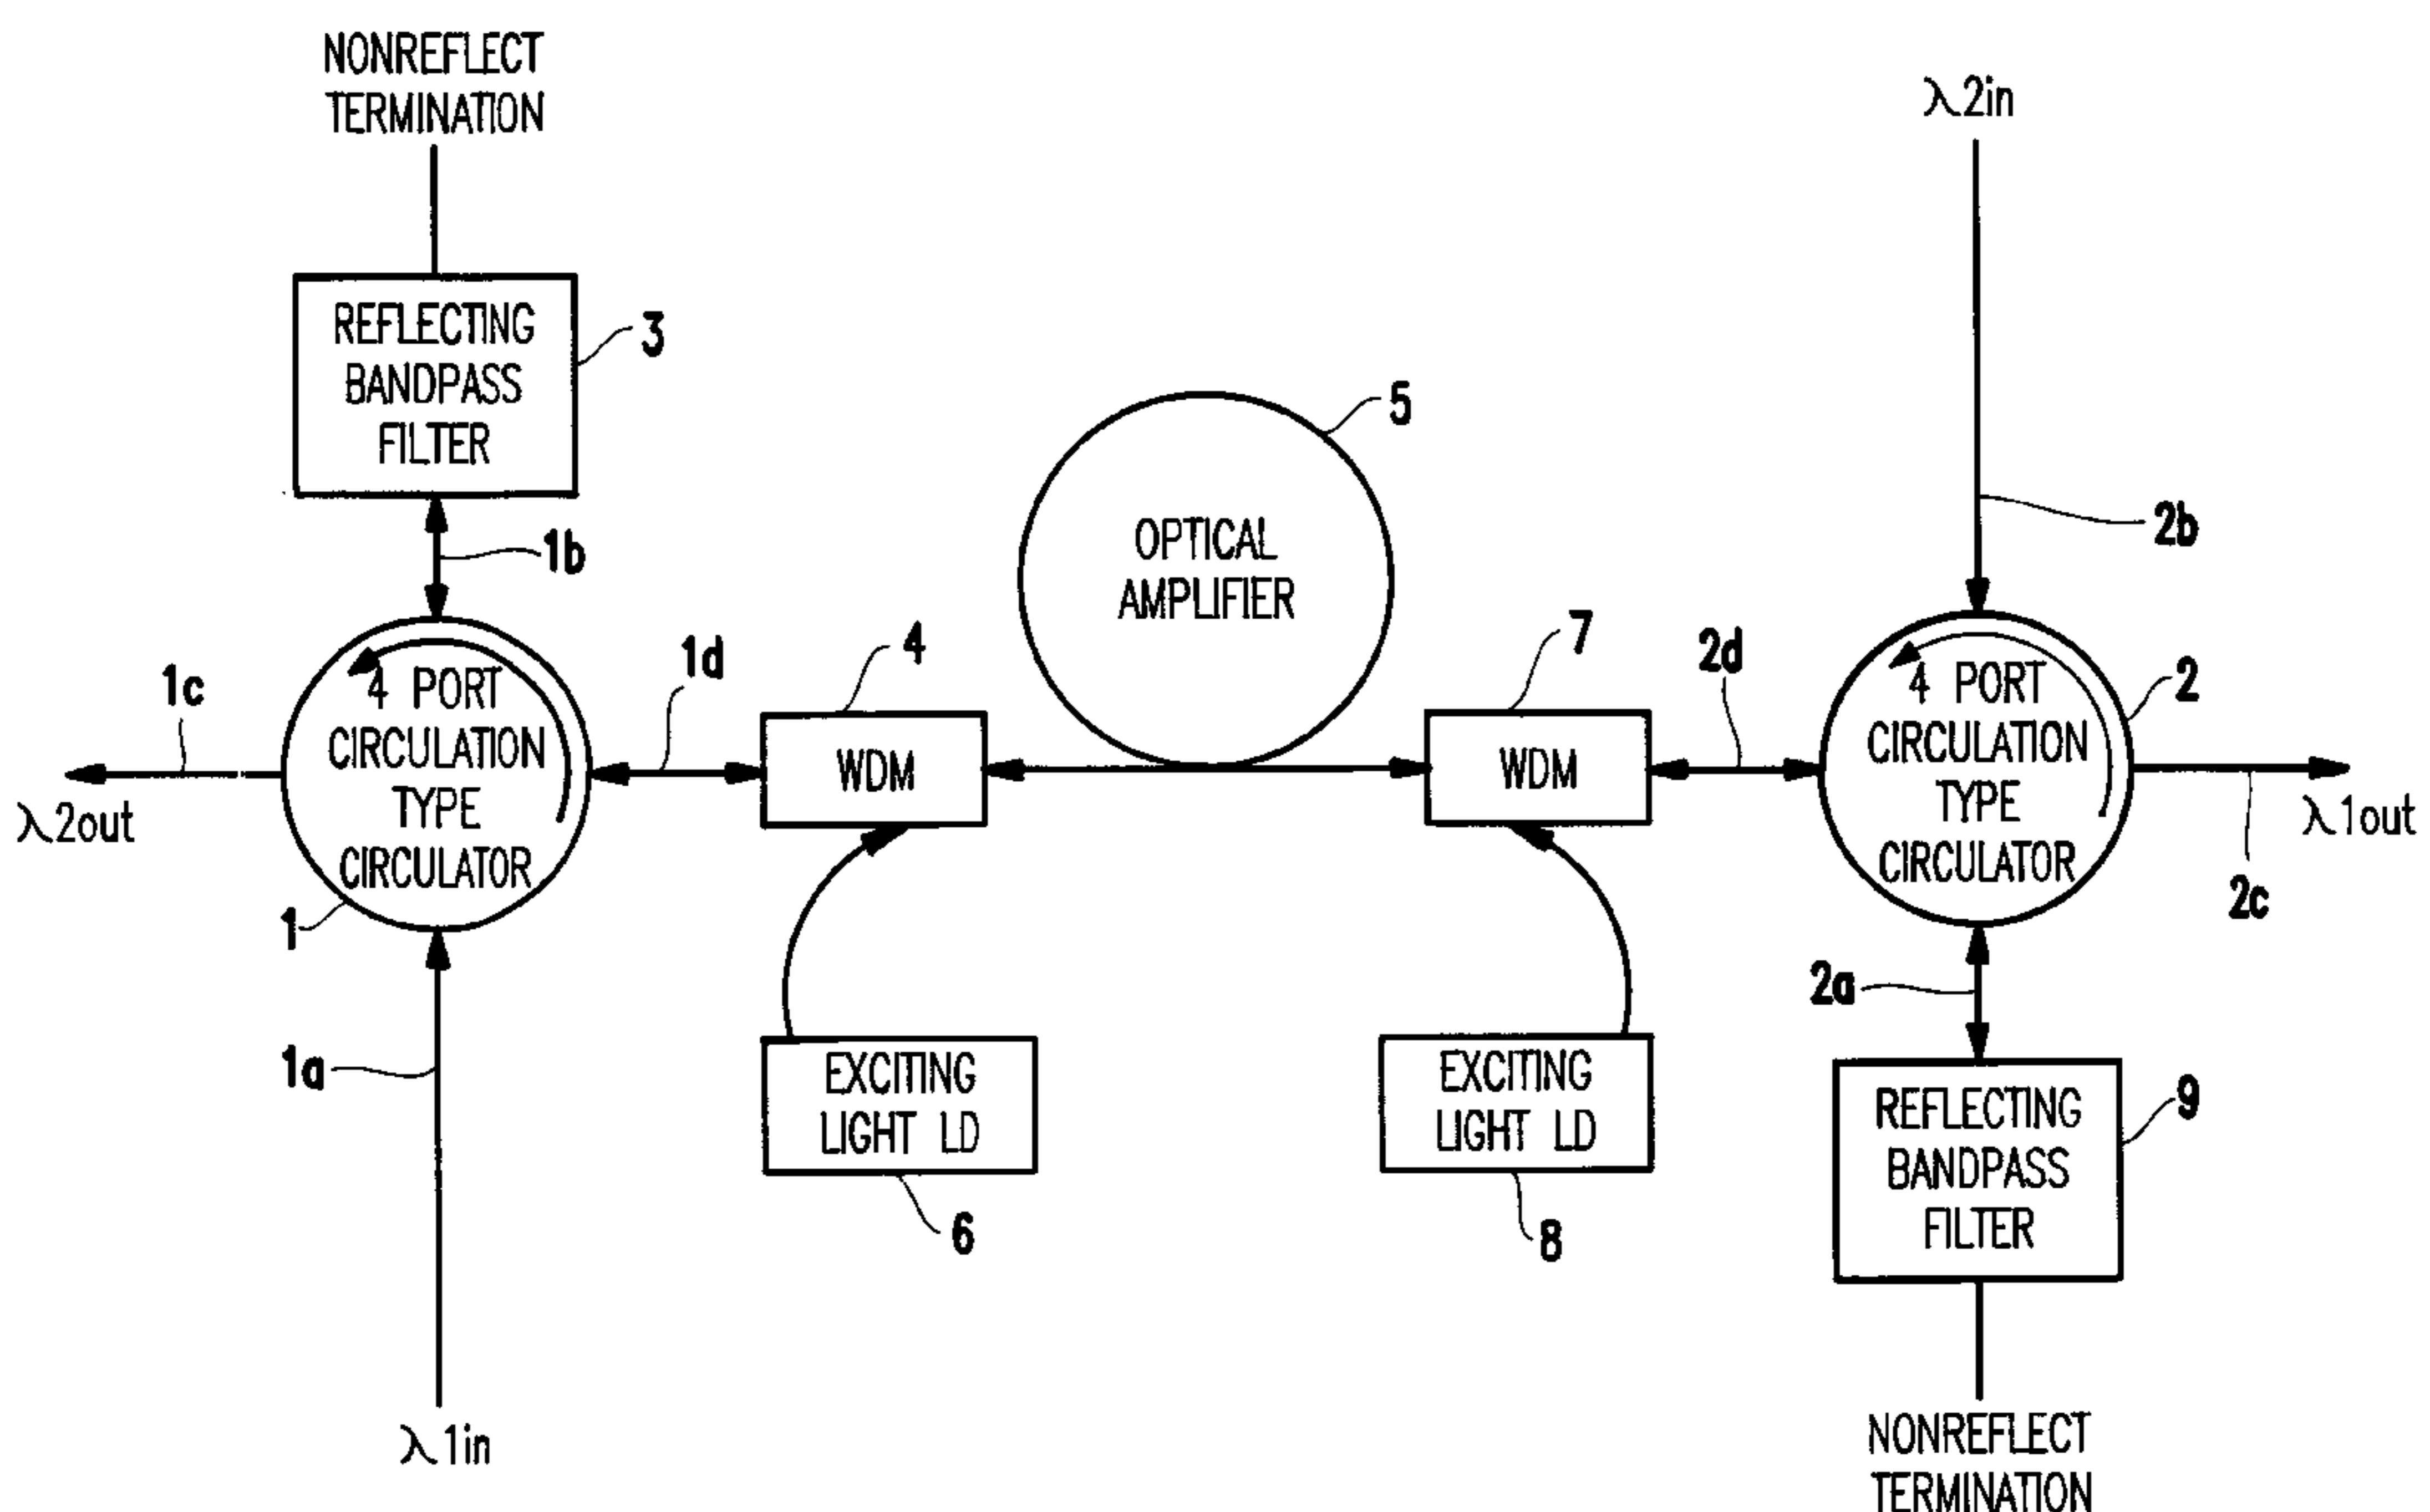 NONREFLECT
TERMINATION
λ2in
REFLECTING
BANDPASS
FILTER
3
5
OPTICAL
AMPLIFIER
1b
2b
1c
4 PORT
CIRCULATION
TYPE
CIRCULATOR
1
1d
4
WDM
7
WDM
2d
4 PORT
CIRCULATION
TYPE
CIRCULATOR
2
λ2out
λ1out
2c
1a
2a
EXCITING
LIGHT LD
6
EXCITING
LIGHT LD
8
REFLECTING
BANDPASS
FILTER
9
λ1in
NONREFLECT
TERMINATION